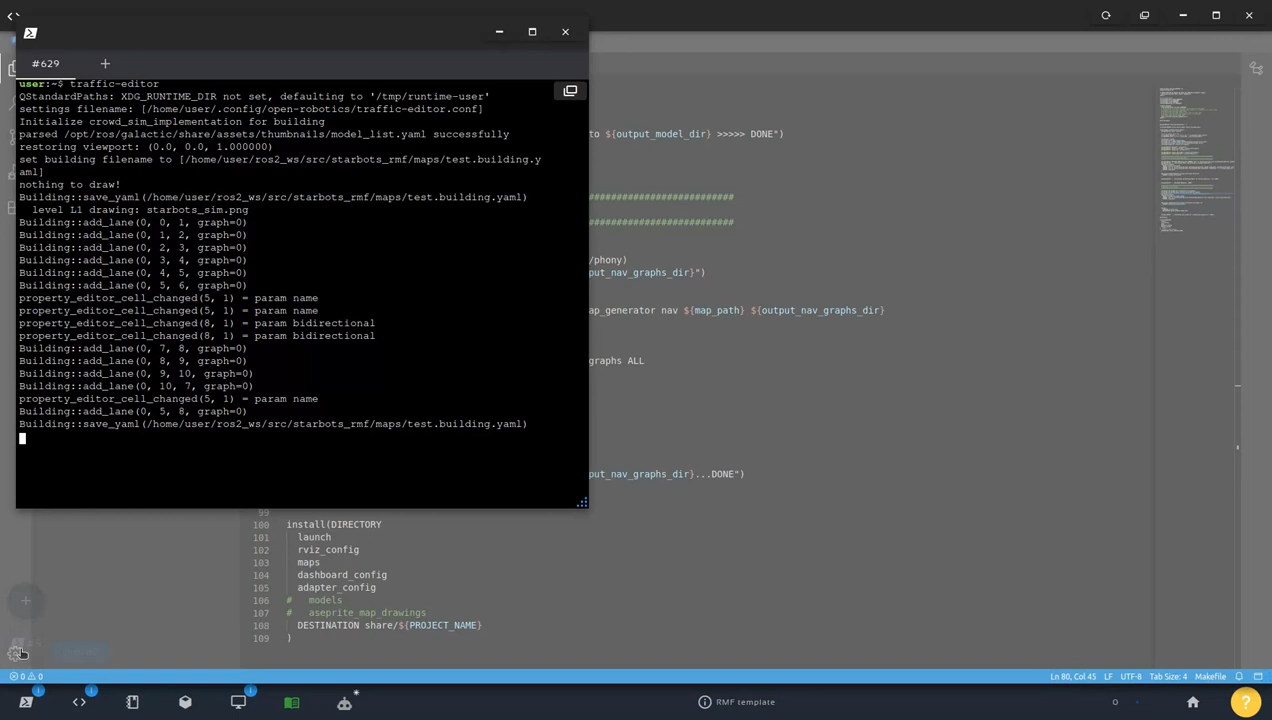 #629
user:~$ traffic-editor
QStandardPaths: XDG_RUNTIME_DIR not set, defaulting to '/tmp/runtime-user'
settings filename: [/home/user/.config/open-robotics/traffic-editor.conf]
Initialize crowd_sim_implementation for building
parsed /opt/ros/galactic/share/assets/thumbnails/model_list.yaml successfully
restoring viewport: (0.0, 0.0, 1.000000)
set building filename to [/home/user/ros2_ws/src/starbots_rmf/maps/test.building.y
aml]
nothing to draw!
Building::save_yaml(/home/user/ros2_ws/src/starbots_rmf/maps/test.building.yaml)
level L1 drawing: starbots_sim.png
Building::add_lane(0, 0, 1, graph=0)
Building::add_lane(0, 1, 2, graph=0)
Building::add_lane(0, 2, 3, graph=0)
Building::add_lane(0, 3, 4, graph=0)
Building::add_lane(0, 4, 5, graph=0)
Building::add_lane(0, 5, 6, graph=0)
property_editor_cell_changed(5, 1) = param name
property_editor_cell_changed(5, 1) = param name
property_editor_cell_changed(8, 1) = param bidirectional
property_editor_cell_changed(8, 1) = param bidirectional
Building::add_lane(0, 7, 8, graph=0)
Building::add_lane(0, 8, 9, graph=0)
Building::add_lane(0, 9, 10, graph=0)
Building::add_lane(0, 10, 7, graph=0)
property_editor_cell_changed(5, 1) = param name
Building::add_lane(0, 5, 8, graph=0)
Building::save_yaml(/home/user/ros2_ws/src/starbots_rmf/maps/test.building.yaml)
to ${output_model_dir} >>>>> DONE")
##########################
##########################
/phony)
put_nav_graphs_dir}")
ap_generator nav ${map_path} ${output_nav_graphs_dir}
graphs ALL
put_nav_graphs_dir}...DONE")
99
100 install(DIRECTORY
101 launch
102 rviz_config
103 maps
104 dashboard_config
105 adapter_config
106 # models
107 # aseprite_map_drawings
108 DESTINATION share/${PROJECT_NAME}
109 )
0 0 Ln 80, Col 45 LF UTF-8 Tab Size: 4 Makefile
RMF template